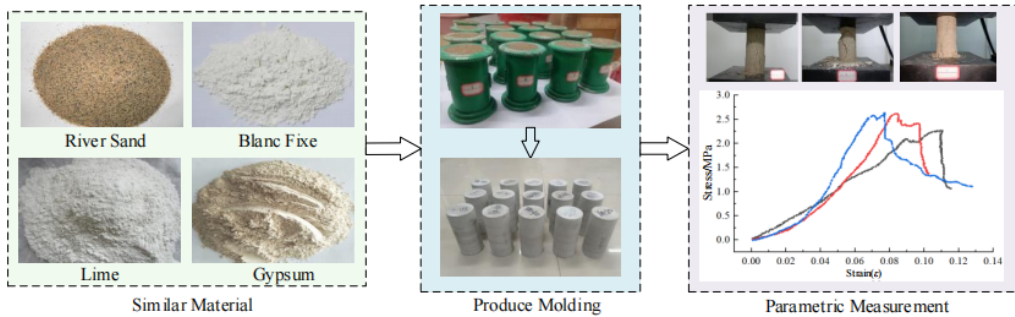 River Sand
Blanc Fixe
Lime
Gypsum
Similar Material
Produce Molding
Stress/MPa
3.0
2.5
2.0
1.5
1.0
0.5
0.0
0.00 0.02 0.04 0.06 0.08 0.10 0.12 0.14
Strain(ε)
Parametric Measurement